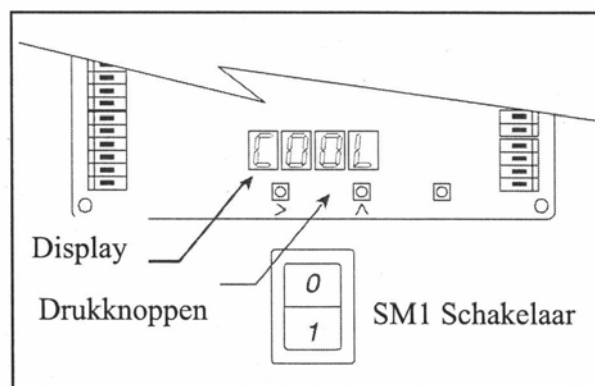 COOL
> ^
Display
Drukknoppen
0
1
SM1 Schakelaar